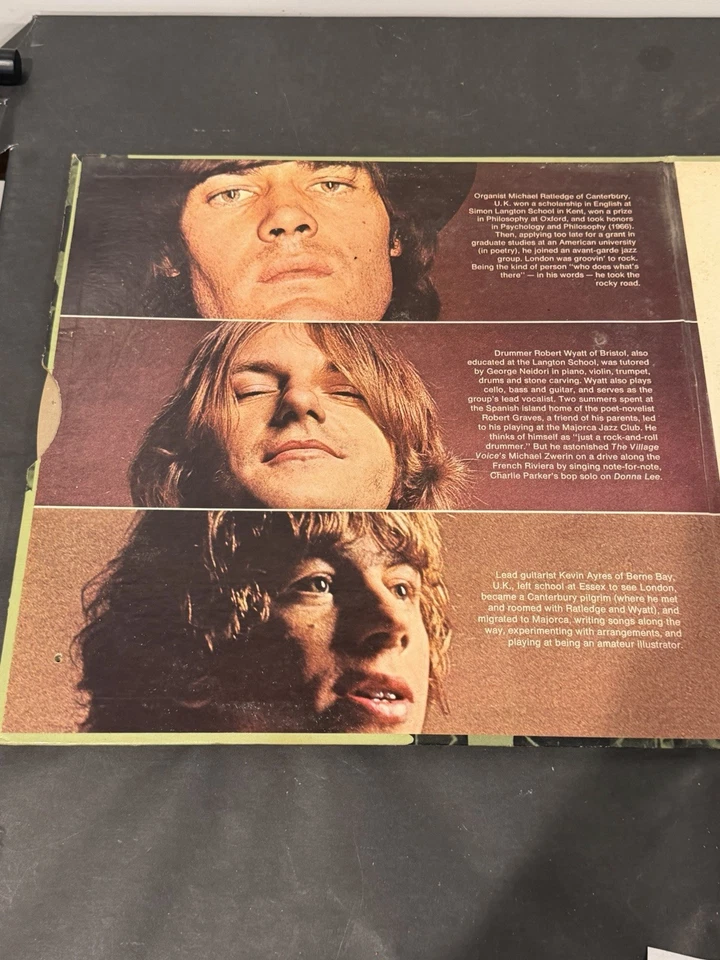 Organist Michael Ratledge of Canterbury,
U.K. won a scholarship in English at
Simon Langton School in Kent, won a prize
in Philosophy at Oxford, and took honors
in Psychology and Philosophy (1966).
Then, applying too late for a grant in
graduate studies at an American university
(in poetry), he joined an avant-garde jazz
group. London was groovin' to rock.
Being the kind of person "who does what's
there" — in his words — he took the
rocky road.
Drummer Robert Wyatt of Bristol, also
educated at the Langton School, was tutored
by George Neidori in piano, violin, trumpet,
drums and stone carving. Wyatt also plays
cello, bass and guitar, and serves as the
group's lead vocalist. Two summers spent at
the Spanish island home of the poet-novelist
Robert Graves, a friend of his parents, led
to his playing at the Majorca Jazz Club. He
thinks of himself as "just a rock-and-roll
drummer." But he astonished The Village
Voice's Michael Zwerin on a drive along the
French Riviera by singing note-for-note,
Charlie Parker's bop solo on Donna Lee.
Lead guitarist Kevin Ayres of Berne Bay,
U.K., left school at Essex to see London,
became a Canterbury pilgrim (where he met
and roomed with Ratledge and Wyatt), and
migrated to Majorca, writing songs along the
way, experimenting with arrangements, and
playing at being an amateur illustrator.